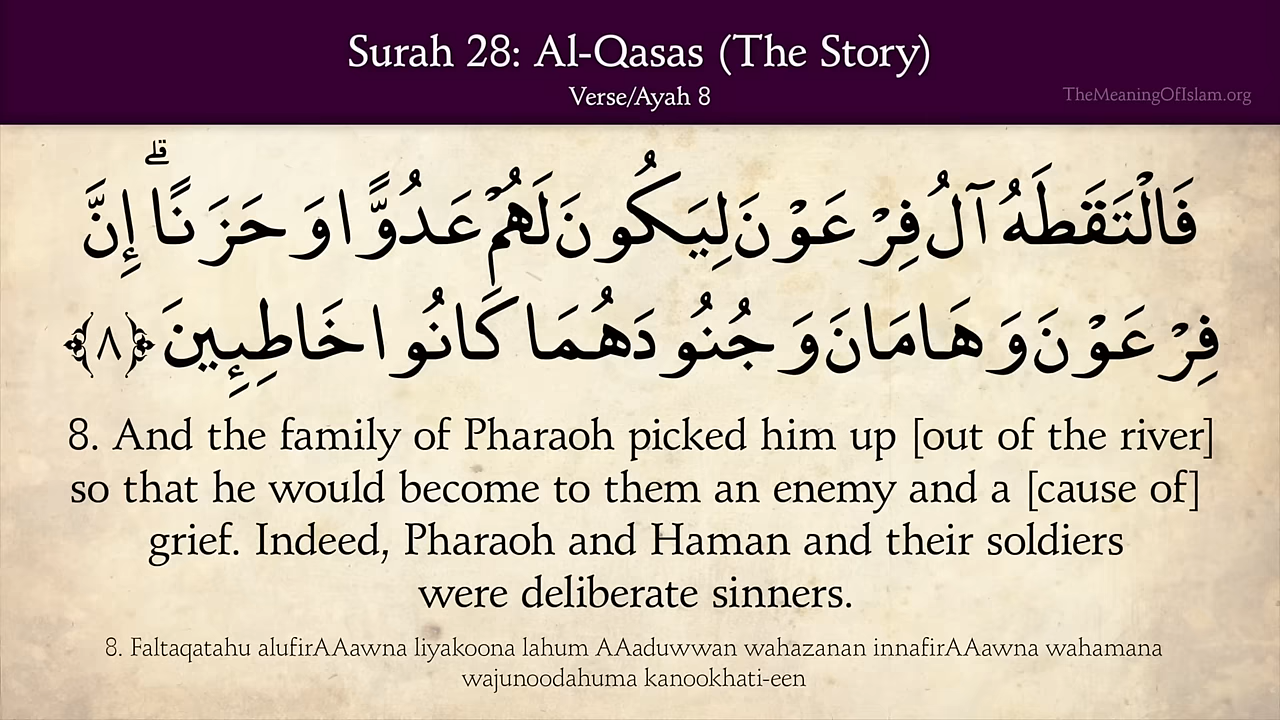 Surah 28: Al-Qasas (The Story)
Verse/Ayah 8
TheMeaningOfIslam.org
فَالْتَقَطَهُ آلُ فِرْعَوْنَ لِيَكُونَ لَهُمْ عَدُوًّا وَحَزَنًا ۗ إِنَّ
فِرْعَوْنَ وَهَامَانَ وَجُنُودَهُمَا كَانُوا خَاطِئِينَ ﴿٨﴾
8. And the family of Pharaoh picked him up [out of the river]
so that he would become to them an enemy and a [cause of]
grief. Indeed, Pharaoh and Haman and their soldiers
were deliberate sinners.
8. Faltaqatahu alufirAAawna liyakoona lahum AAaduwwan wahazanan innafirAAawna wahamana
wajunoodahuma kanookhati-een